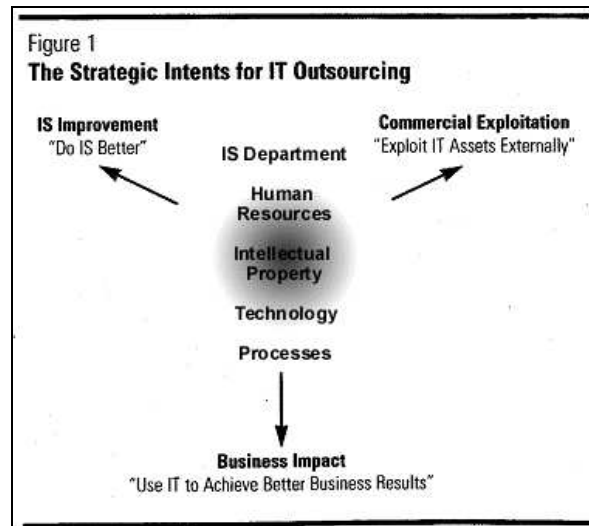 Figure 1
The Strategic Intents for IT Outsourcing
IS Improvement
"Do IS Better"
Commercial Exploitation
"Exploit IT Assets Externally"
IS Department
Human
Resources
Intellectual
Property
Technology
Processes
Business Impact
"Use IT to Achieve Better Business Results"